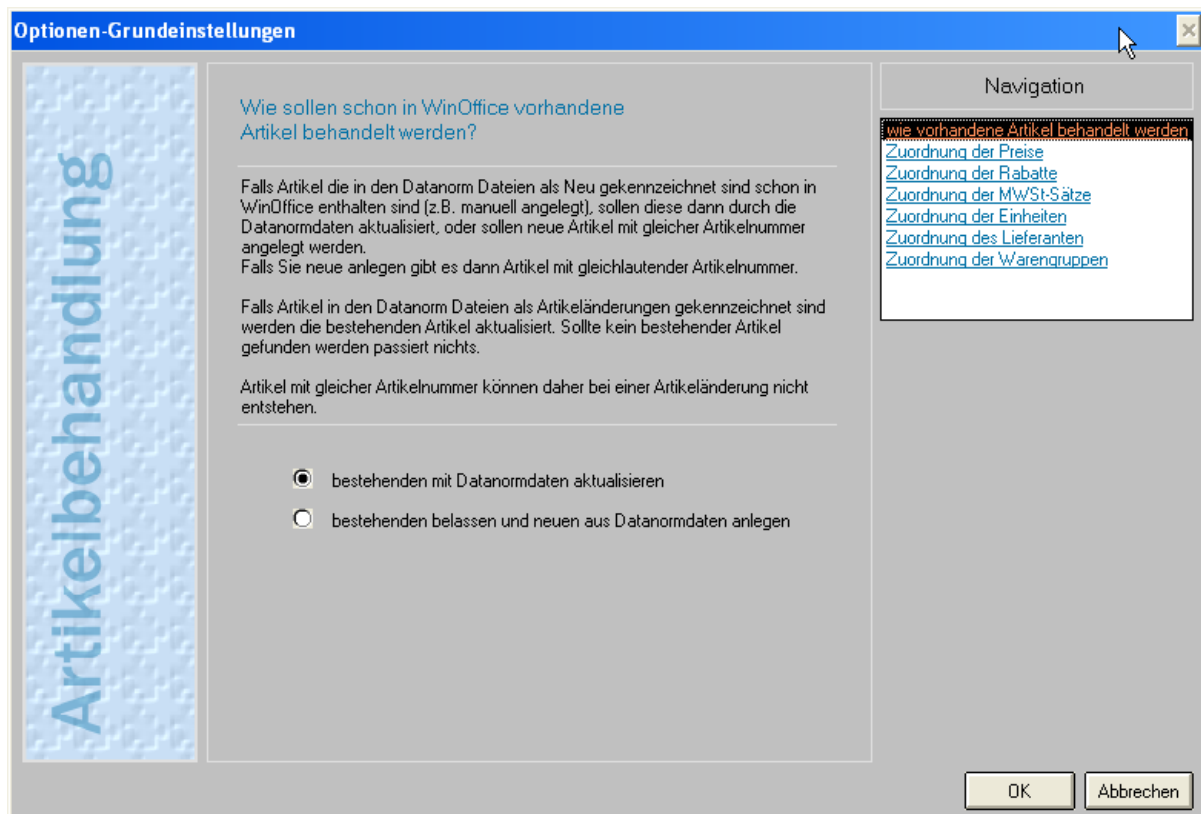 Optionen-Grundeinstellungen
Artikelbehandlung
Wie sollen schon in WinOffice vorhandene
Artikel behandelt werden?
Falls Artikel die in den Datanorm Dateien als Neu gekennzeichnet sind schon in
WinOffice enthalten sind (z.B. manuell angelegt), sollen diese dann durch die
Datanormdaten aktualisiert, oder sollen neue Artikel mit gleicher Artikelnummer
angelegt werden.
Falls Sie neue anlegen gibt es dann Artikel mit gleichlautender Artikelnummer.
Falls Artikel in den Datanorm Dateien als Artikeländerungen gekennzeichnet sind
werden die bestehenden Artikel aktualisiert. Sollte kein bestehender Artikel
gefunden werden passiert nichts.
Artikel mit gleicher Artikelnummer können daher bei einer Artikeländerung nicht
entstehen.
bestehenden mit Datanormdaten aktualisieren
bestehenden belassen und neuen aus Datanormdaten anlegen
Navigation
wie vorhandene Artikel behandelt werden
Zuordnung der Preise
Zuordnung der Rabatte
Zuordnung der MWSt-Sätze
Zuordnung der Einheiten
Zuordnung des Lieferanten
Zuordnung der Warengruppen
OK
Abbrechen